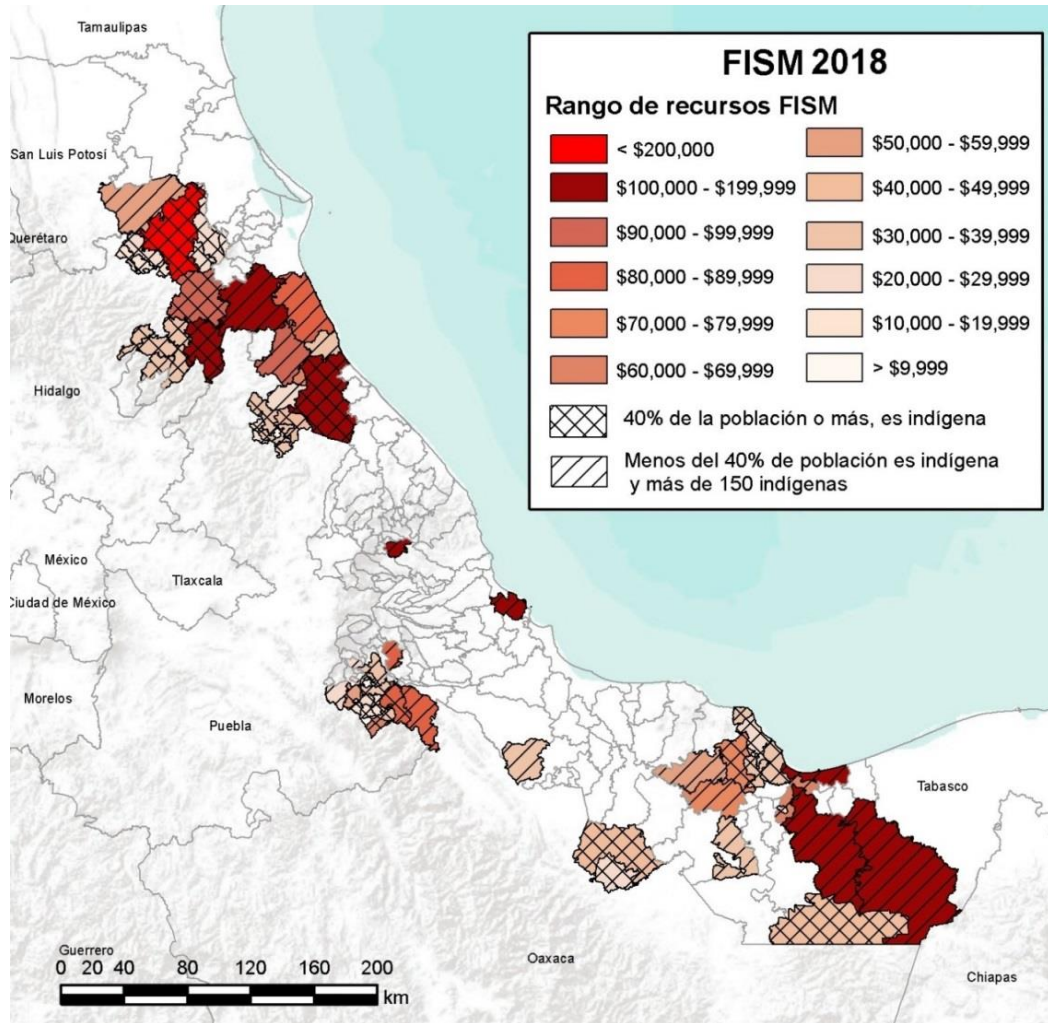 Tamaulipas
San Luis Potosí
Querétaro
Hidalgo
México
Ciudad de México
Tlaxcala
Morelos
Puebla
Guerrero
Oaxaca
Tabasco
Chiapas
FISM 2018
Rango de recursos FISM
< $200,000
$100,000 - $199,999
$90,000 - $99,999
$80,000 - $89,999
$70,000 - $79,999
$60,000 - $69,999
$50,000 - $59,999
$40,000 - $49,999
$30,000 - $39,999
$20,000 - $29,999
$10,000 - $19,999
> $9,999
40% de la población o más, es indígena
Menos del 40% de población es indígena
y más de 150 indígenas
0 20 40 80 120 160 200
km